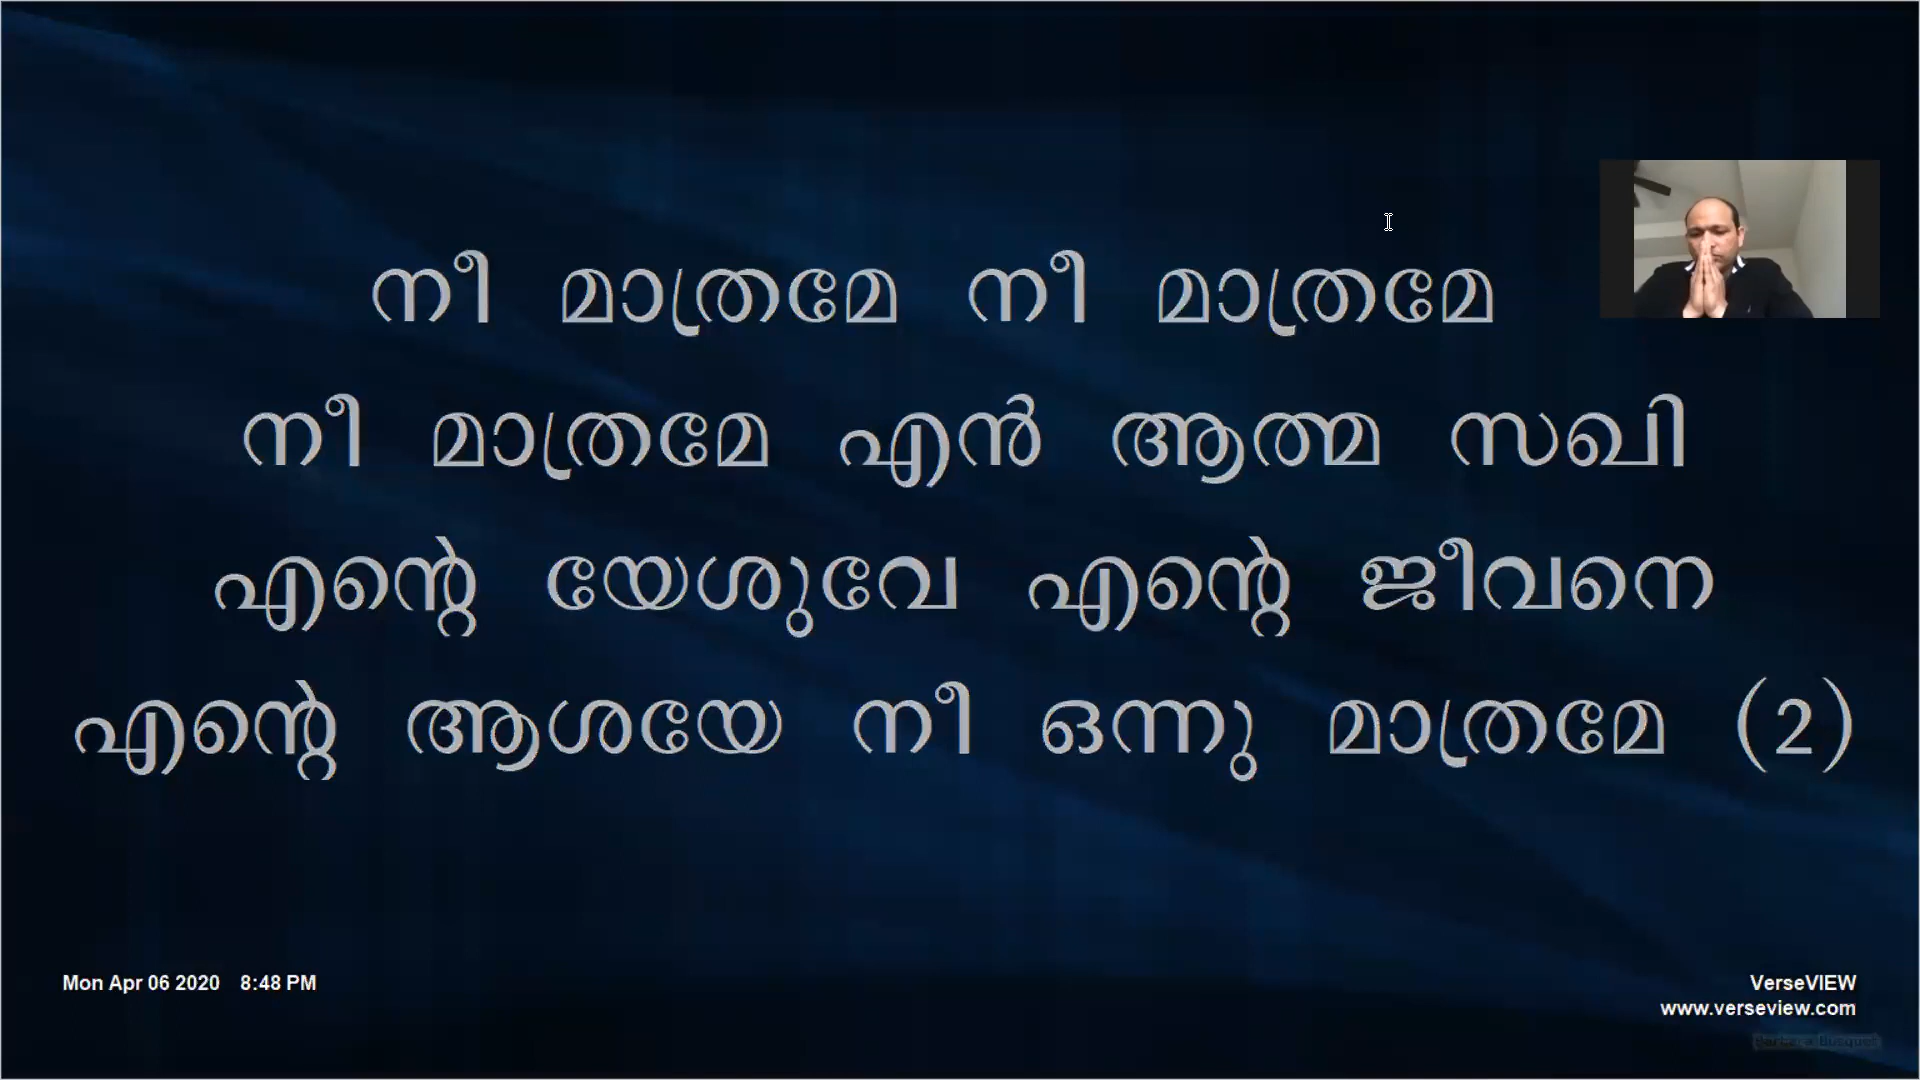 നീ മാത്രമേ നീ മാത്രമേ
നീ മാത്രമേ എൻ ആത്മ സഖി
എന്റെ യേശുവേ എന്റെ ജീവനെ
എന്റെ ആശയേ നീ ഒന്നു മാത്രമേ (2)
Mon Apr 06 2020 8:48 PM
VerseVIEW
www.verseview.com